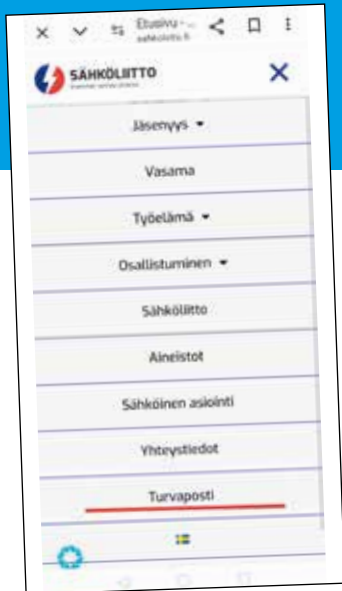 Etusivu - ...
sahkoliitto.fi
SÄHKÖLIITTO
Jäsenyys
Vasama
Työelämä
Osallistuminen
Sähköliitto
Aineistot
Sähköinen asiointi
Yhteystiedot
Turvaposti